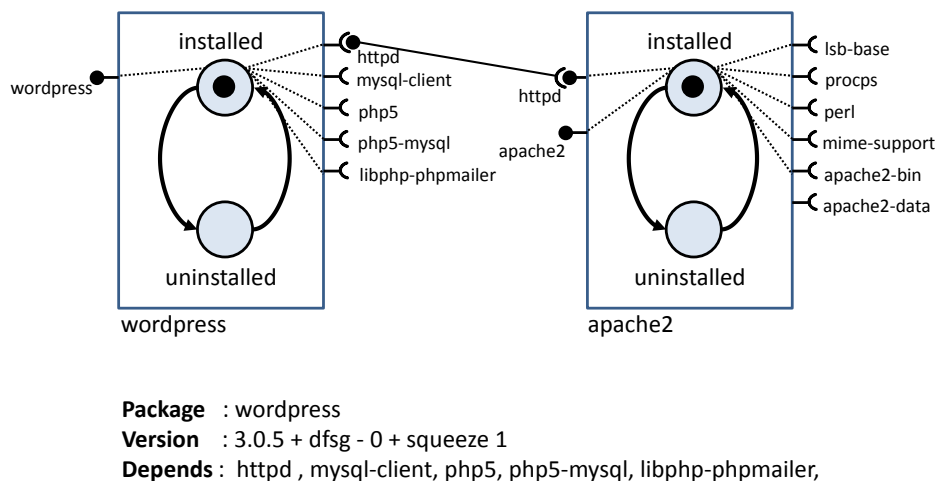 installed
httpd
mysql-client
php5
php5-mysql
libphp-phpmailer
wordpress
uninstalled
wordpress
installed
httpd
apache2
lsb-base
procps
perl
mime-support
apache2-bin
apache2-data
uninstalled
apache2
Package : wordpress
Version : 3.0.5 + dfsg - 0 + squeeze 1
Depends : httpd , mysql-client, php5, php5-mysql, libphp-phpmailer,